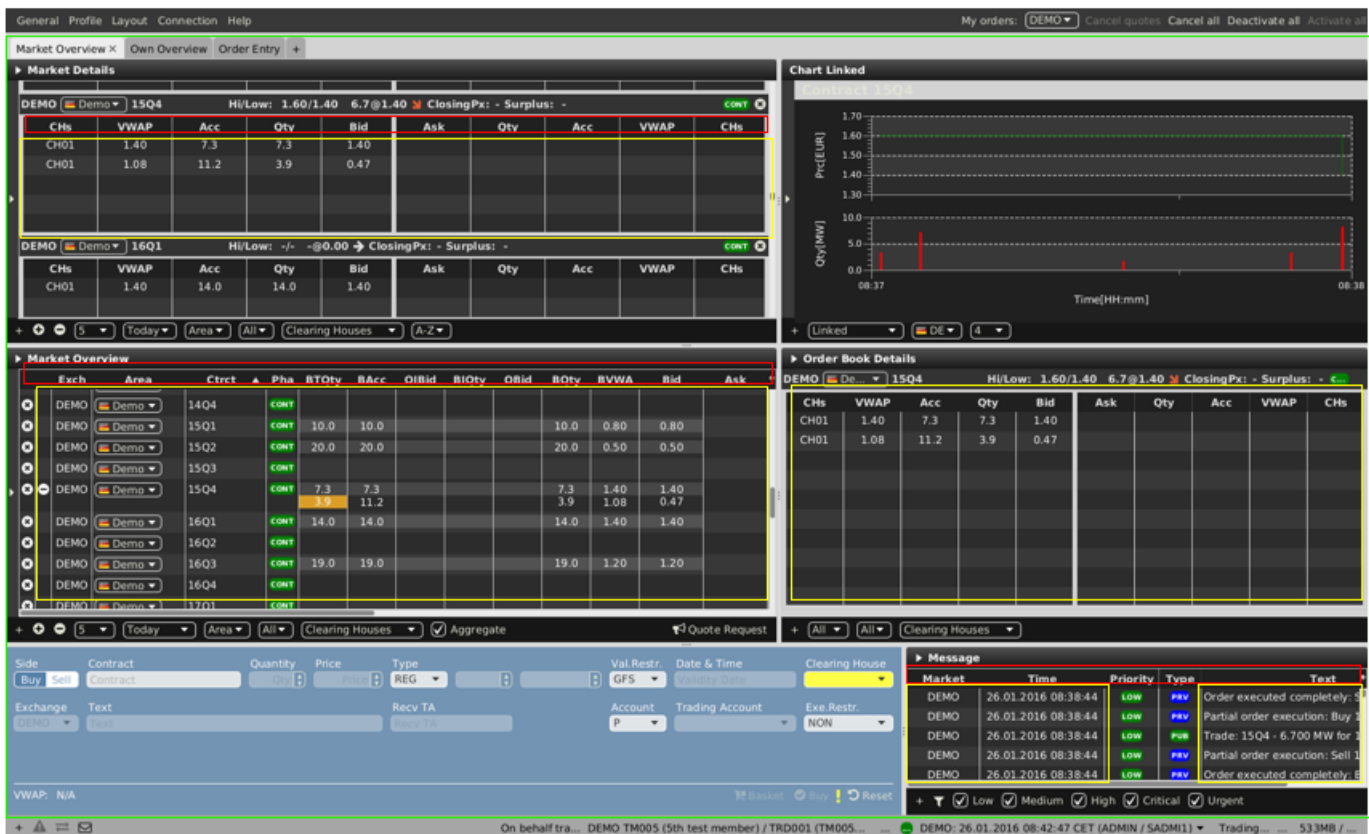 General Profile Layout Connection Help
My orders: DEMO Cancel quotes Cancel all Deactivate all Activate all
Market Overview × Own Overview Order Entry +
Market Details
DEMO Demo 15Q4 Hi/Low: 1.60/1.40 6.7@1.40 ClosingPx: - Surplus: - CONT
CHs VWAP Acc Qty Bid Ask Qty Acc VWAP CHs
CH01 1.40 7.3 7.3 1.40
CH01 1.08 11.2 3.9 0.47
DEMO Demo 16Q1 Hi/Low: -/- -@0.00 ClosingPx: - Surplus: - CONT
CHs VWAP Acc Qty Bid Ask Qty Acc VWAP CHs
CH01 1.40 14.0 14.0 1.40
+ 5 Today Area All Clearing Houses A-Z
Chart Linked
Contract 15Q4
Prc[EUR]
1.70
1.60
1.50
1.40
1.30
Qty[MW]
10.0
5.0
0.0
08:37 08:38
Time[HH:mm]
+ Linked DE 4
Market Overview
Exch Area Ctrct Pha BTQty BAcc OIBid BIQty OBid BQty BVWA Bid Ask
DEMO Demo 14Q4 CONT
DEMO Demo 15Q1 CONT 10.0 10.0 10.0 0.80 0.80
DEMO Demo 15Q2 CONT 20.0 20.0 20.0 0.50 0.50
DEMO Demo 15Q3 CONT
DEMO Demo 15Q4 CONT 7.3 7.3 7.3 1.40 1.40
3.9 11.2 3.9 1.08 0.47
DEMO Demo 16Q1 CONT 14.0 14.0 14.0 1.40 1.40
DEMO Demo 16Q2 CONT
DEMO Demo 16Q3 CONT 19.0 19.0 19.0 1.20 1.20
DEMO Demo 16Q4 CONT
DEMO Demo 17Q1 CONT
+ 5 Today Area All Clearing Houses Aggregate Quote Request
Order Book Details
DEMO De... 15Q4 Hi/Low: 1.60/1.40 6.7@1.40 ClosingPx: - Surplus: - c...
CHs VWAP Acc Qty Bid Ask Qty Acc VWAP CHs
CH01 1.40 7.3 7.3 1.40
CH01 1.08 11.2 3.9 0.47
+ All All Clearing Houses
Side Contract Quantity Price Type Val.Restr. Date & Time Clearing House
Buy Sell Contract Qty Price REG GFS Validity Date
Exchange Text Recv TA Account Trading Account Exe.Restr.
DEMO Text Recv TA P NON
VWAP: N/A Basket Buy Reset
Message
Market Time Priority Type Text
DEMO 26.01.2016 08:38:44 LOW PRV Order executed completely:
DEMO 26.01.2016 08:38:44 LOW PRV Partial order execution: Buy 1
DEMO 26.01.2016 08:38:44 LOW PUB Trade: 15Q4 - 6.700 MW for 1
DEMO 26.01.2016 08:38:44 LOW PRV Partial order execution: Sell 1
DEMO 26.01.2016 08:38:44 LOW PRV Order executed completely:
+ Low Medium High Critical Urgent
+ On behalf tra... DEMO TM005 (5th test member) / TRD001 (TM005... ... DEMO: 26.01.2016 08:42:47 CET (ADMIN / SADMI1) Trading... ... 533MB / ...